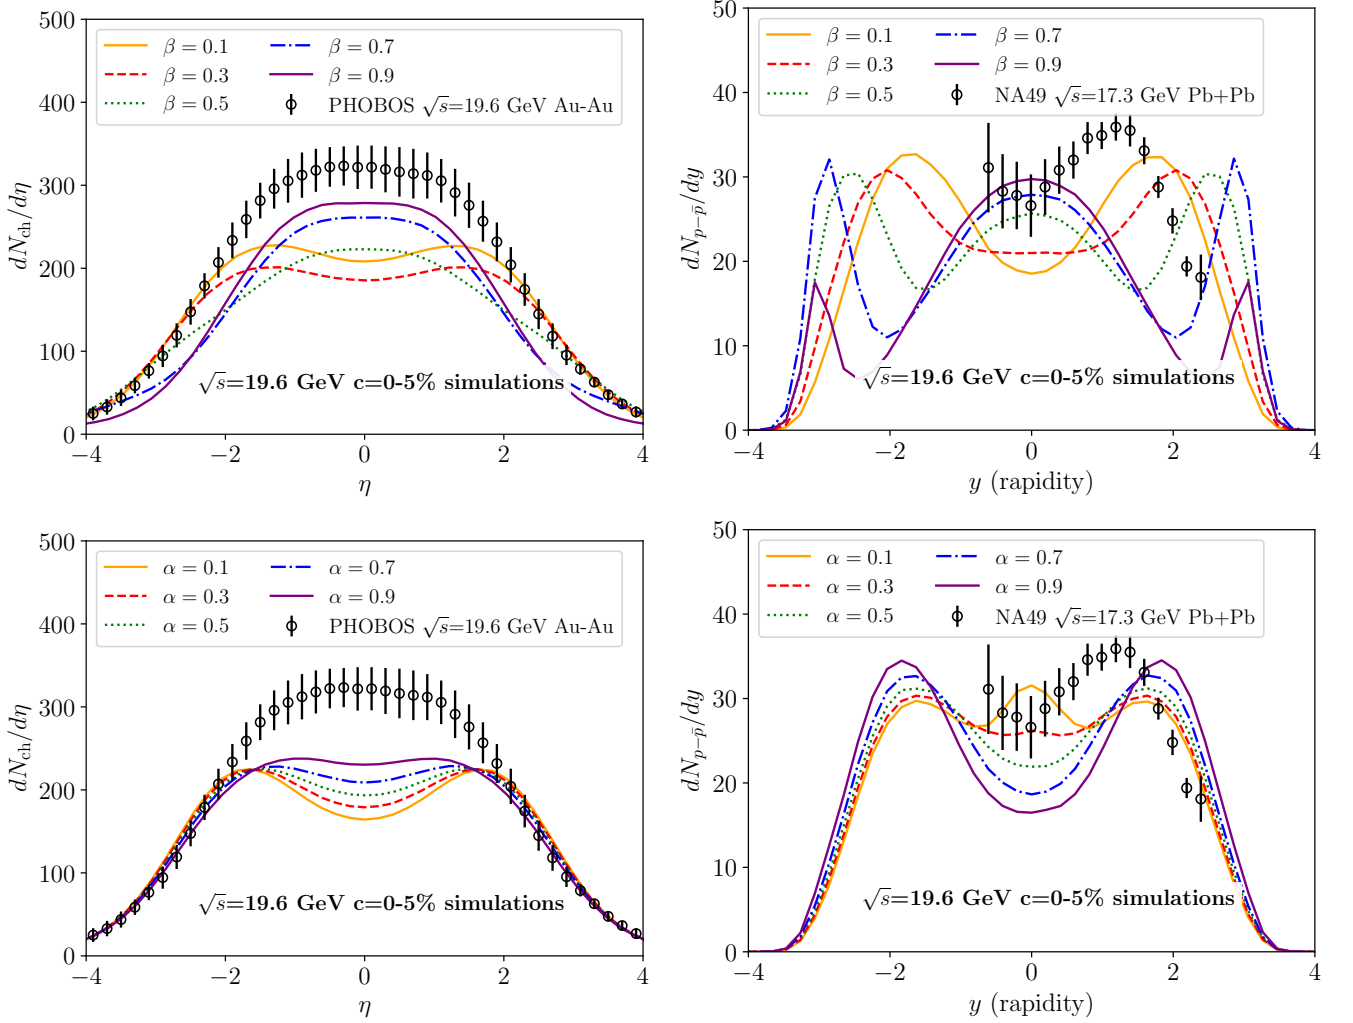 500
400
300
200
100
0
dN_ch/dη
β = 0.1
β = 0.3
β = 0.5
β = 0.7
β = 0.9
PHOBOS √s=19.6 GeV Au-Au
√s=19.6 GeV c=0-5% simulations
−4
−2
0
2
4
η
50
40
30
20
10
0
dN_{p−p̄}/dy
β = 0.1
β = 0.3
β = 0.5
β = 0.7
β = 0.9
NA49 √s=17.3 GeV Pb+Pb
√s=19.6 GeV c=0-5% simulations
−4
−2
0
2
4
y (rapidity)
500
400
300
200
100
0
dN_ch/dη
α = 0.1
α = 0.3
α = 0.5
α = 0.7
α = 0.9
PHOBOS √s=19.6 GeV Au-Au
√s=19.6 GeV c=0-5% simulations
−4
−2
0
2
4
η
50
40
30
20
10
0
dN_{p−p̄}/dy
α = 0.1
α = 0.3
α = 0.5
α = 0.7
α = 0.9
NA49 √s=17.3 GeV Pb+Pb
√s=19.6 GeV c=0-5% simulations
−4
−2
0
2
4
y (rapidity)